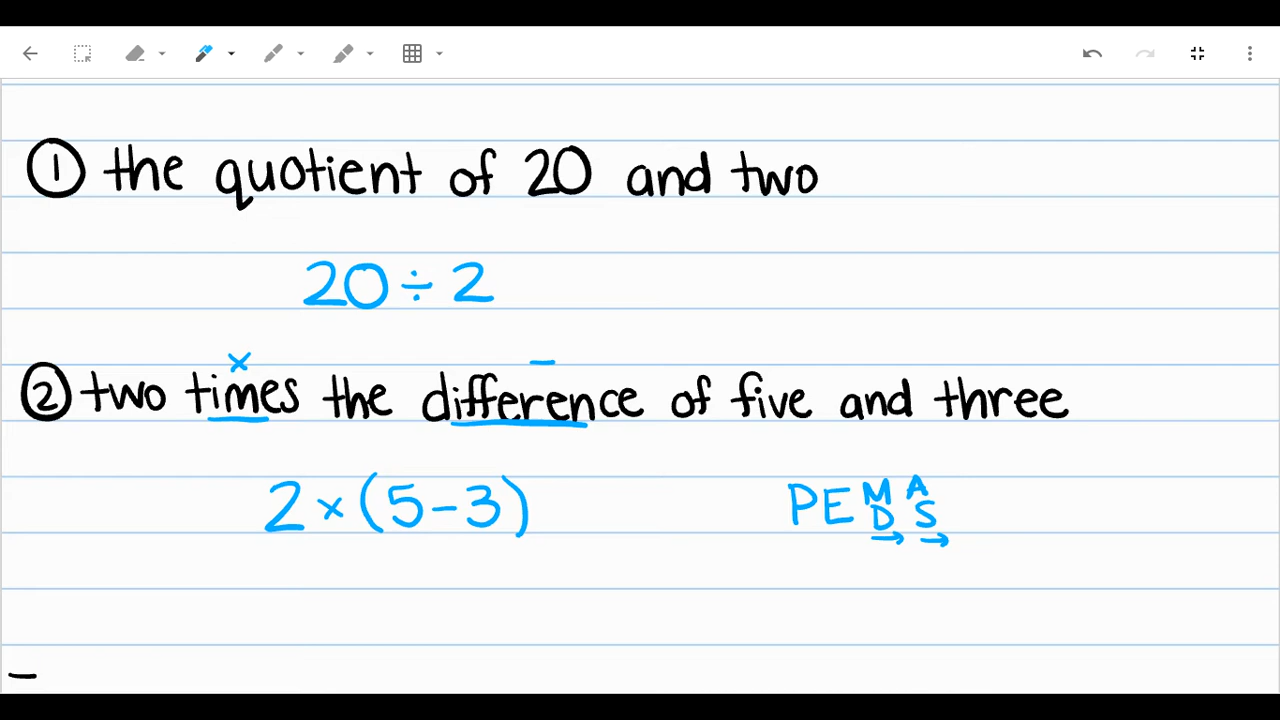 ① the quotient of 20 and two
20 ÷ 2
× −
② two times the difference of five and three
2 × (5 − 3)
PE M A
D S
→ →